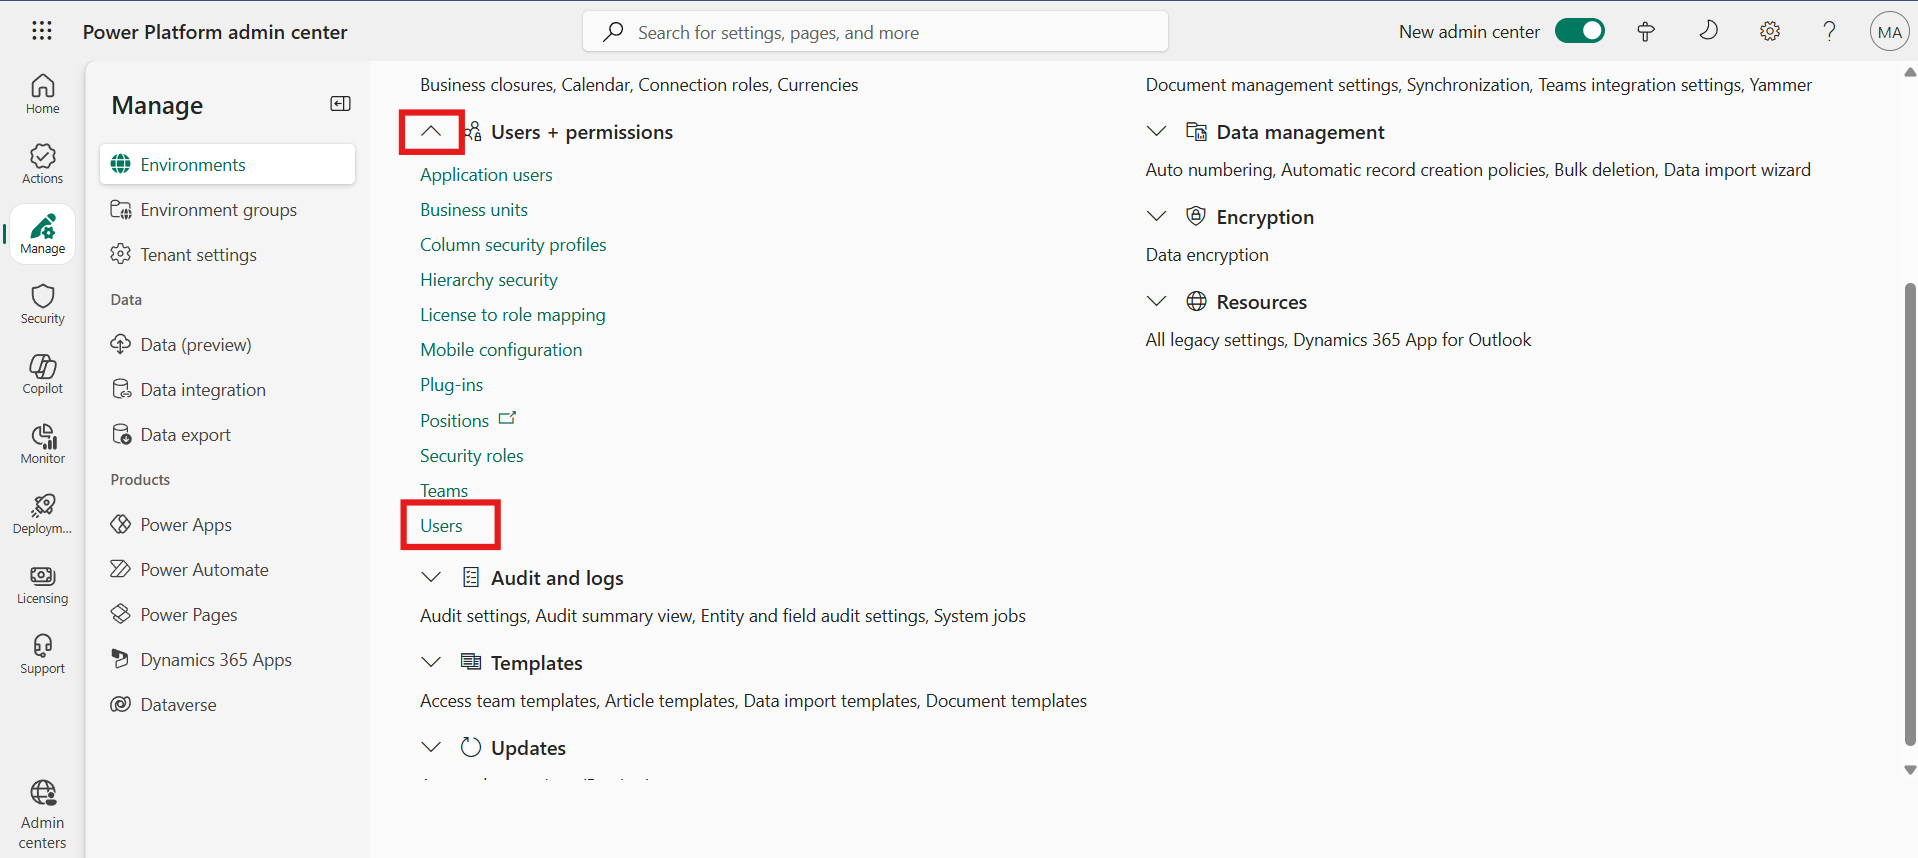 Power Platform admin center
Search for settings, pages, and more
New admin center
MA
Home
Actions
Manage
Security
Copilot
Monitor
Deploym...
Licensing
Support
Admin
centers
Manage
Environments
Environment groups
Tenant settings
Data
Data (preview)
Data integration
Data export
Products
Power Apps
Power Automate
Power Pages
Dynamics 365 Apps
Dataverse
Business closures, Calendar, Connection roles, Currencies
Users + permissions
Application users
Business units
Column security profiles
Hierarchy security
License to role mapping
Mobile configuration
Plug-ins
Positions
Security roles
Teams
Users
Audit and logs
Audit settings, Audit summary view, Entity and field audit settings, System jobs
Templates
Access team templates, Article templates, Data import templates, Document templates
Updates
Document management settings, Synchronization, Teams integration settings, Yammer
Data management
Auto numbering, Automatic record creation policies, Bulk deletion, Data import wizard
Encryption
Data encryption
Resources
All legacy settings, Dynamics 365 App for Outlook